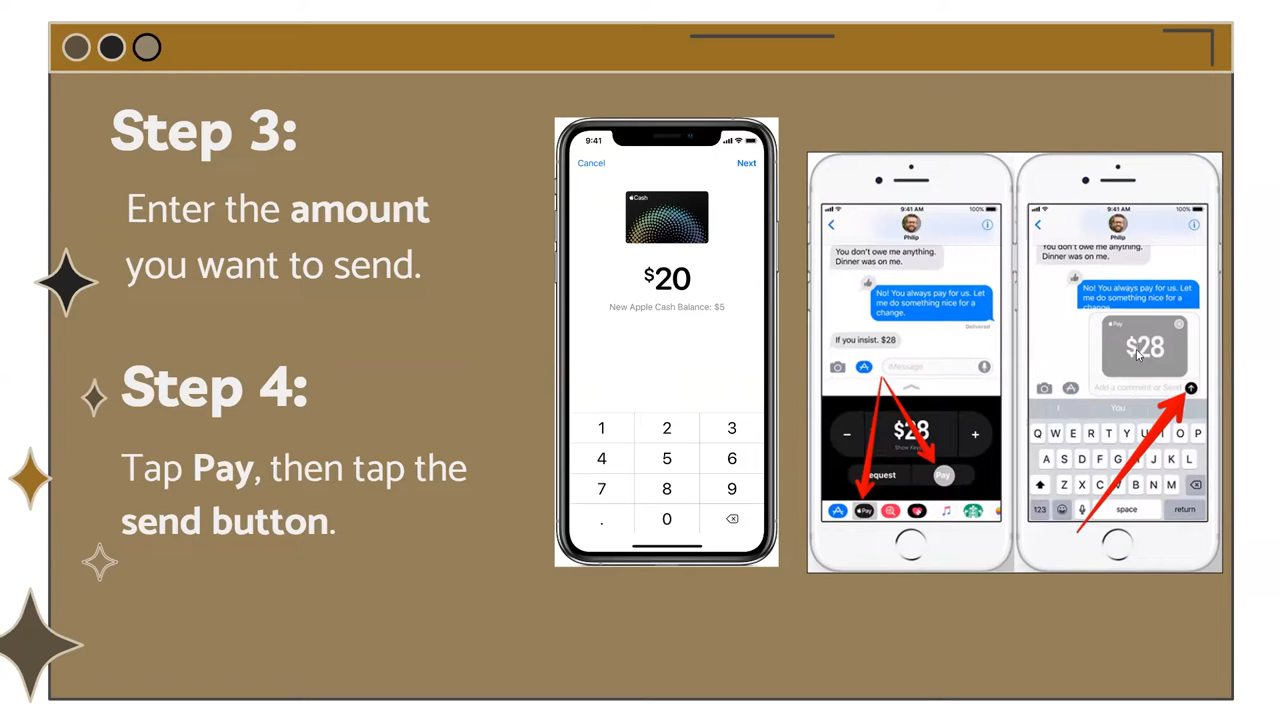 Step 3:
Enter the amount
you want to send.
Step 4:
Tap Pay, then tap the
send button.
9:41
Cancel
Next
Cash
$20
New Apple Cash Balance: $5
1 2 3
4 5 6
7 8 9
. 0
9:41 AM
100%
Philip
You don't owe me anything.
Dinner was on me.
No! You always pay for us. Let
me do something nice for a
change.
Delivered
If you insist. $28
iMessage
− $28 +
Show
equest
Pay
Pay
9:41 AM
100%
Philip
You don't owe me anything.
Dinner was on me.
No! You always pay for us. Let
me do something nice for a
change.
Pay
$28
Add a comment or Send
I You
Q W E R T Y U I O P
A S D F G H J K L
Z X C V B N M
123 space return